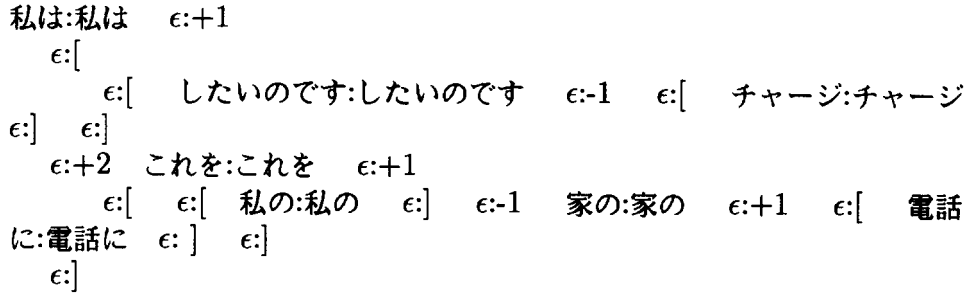 私は:私は ϵ:+1
ϵ:[
ϵ:[ したいのです:したいのです ϵ:-1 ϵ:[ チャージ:チャージ
ϵ:] ϵ:]
ϵ:+2 これを:これを ϵ:+1
ϵ:[ ϵ:[ 私の:私の ϵ:] ϵ:-1 家の:家の ϵ:+1 ϵ:[ 電話
に:電話に ϵ: ] ϵ:]
ϵ:]